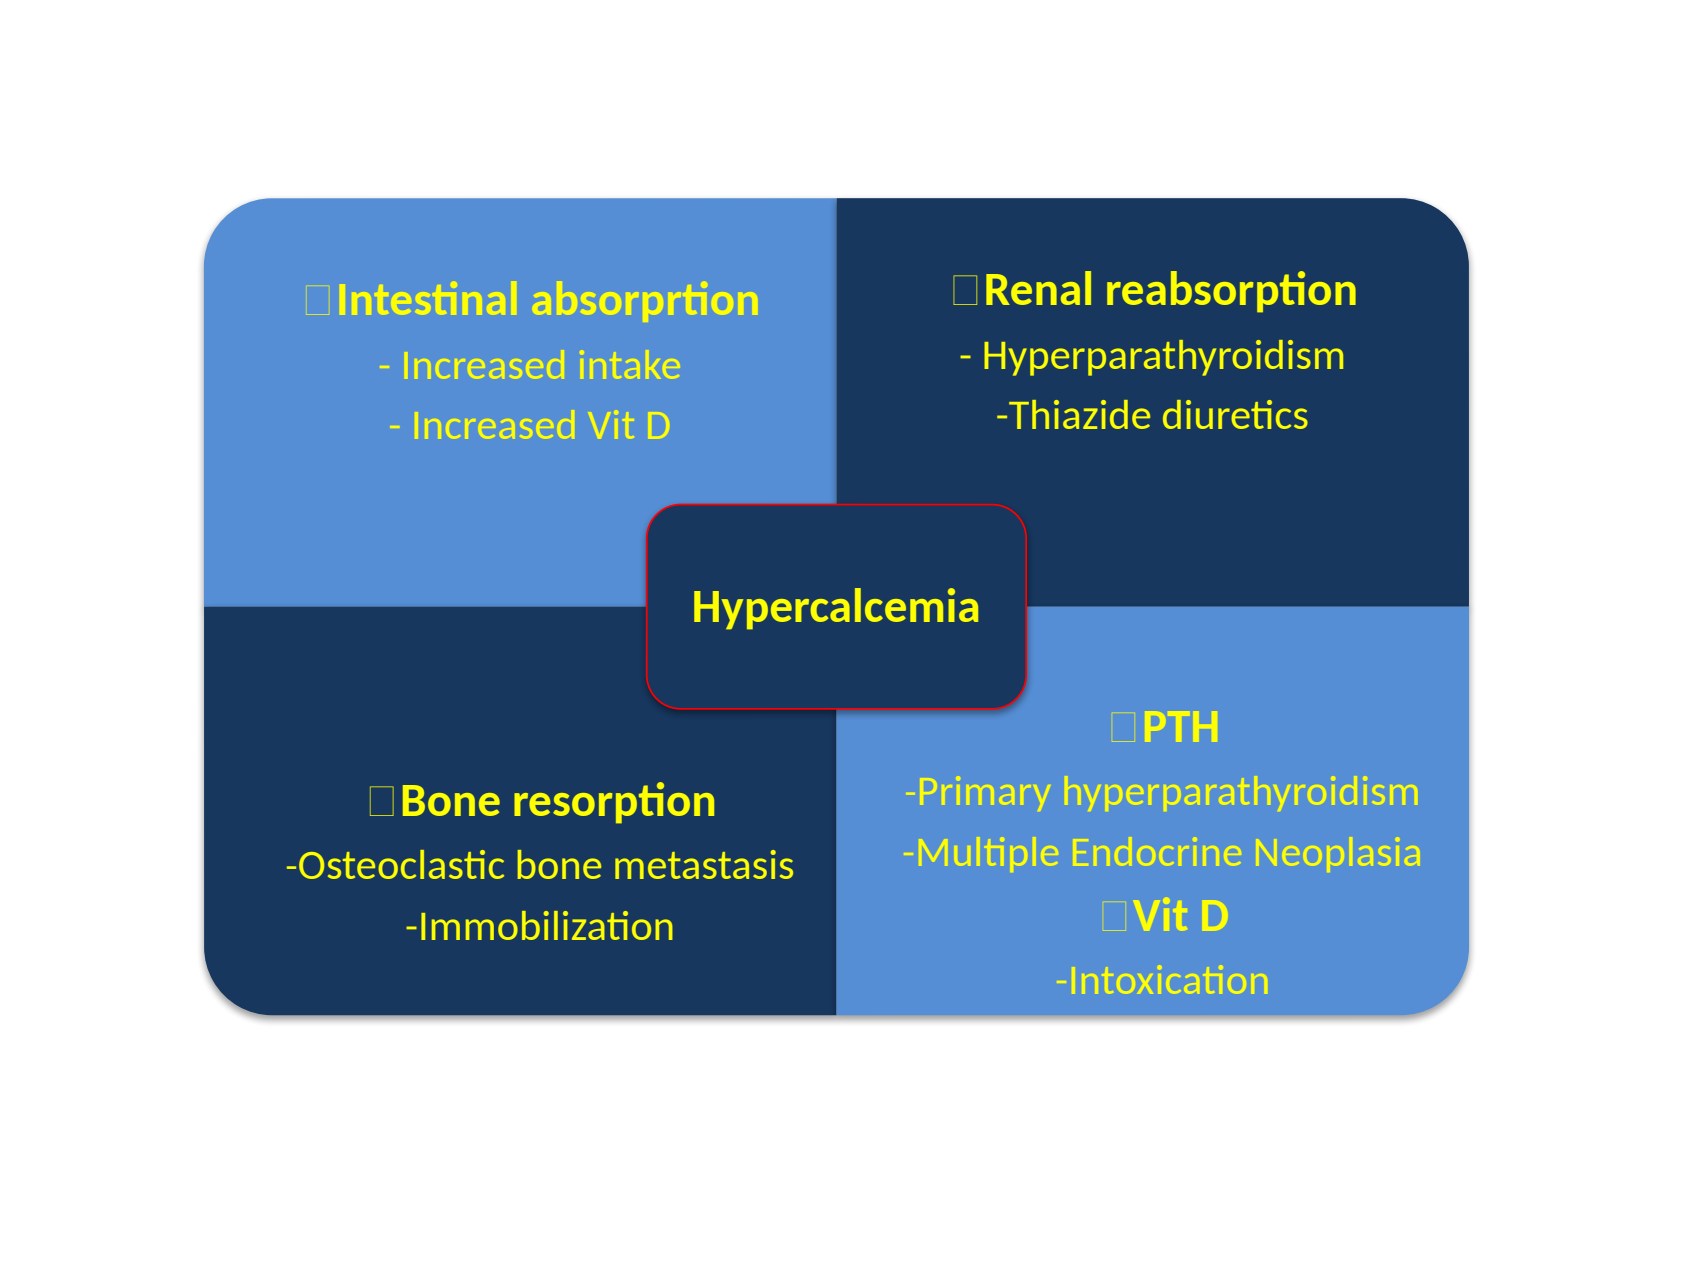 Intestinal absorprtion
- Increased intake
- Increased Vit D
Renal reabsorption
- Hyperparathyroidism
-Thiazide diuretics
Hypercalcemia
Bone resorption
-Osteoclastic bone metastasis
-Immobilization
PTH
-Primary hyperparathyroidism
-Multiple Endocrine Neoplasia
Vit D
-Intoxication